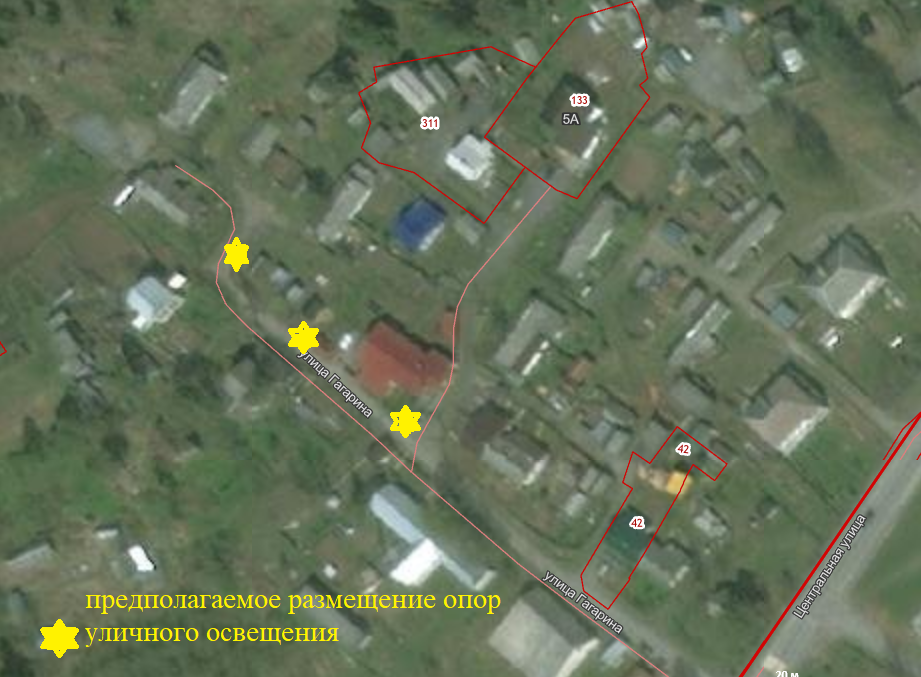 133
5А
311
улица Гагарина
42
42
Центральная улица
улица Гагарина
предполагаемое размещение опор
уличного освещения
20 м